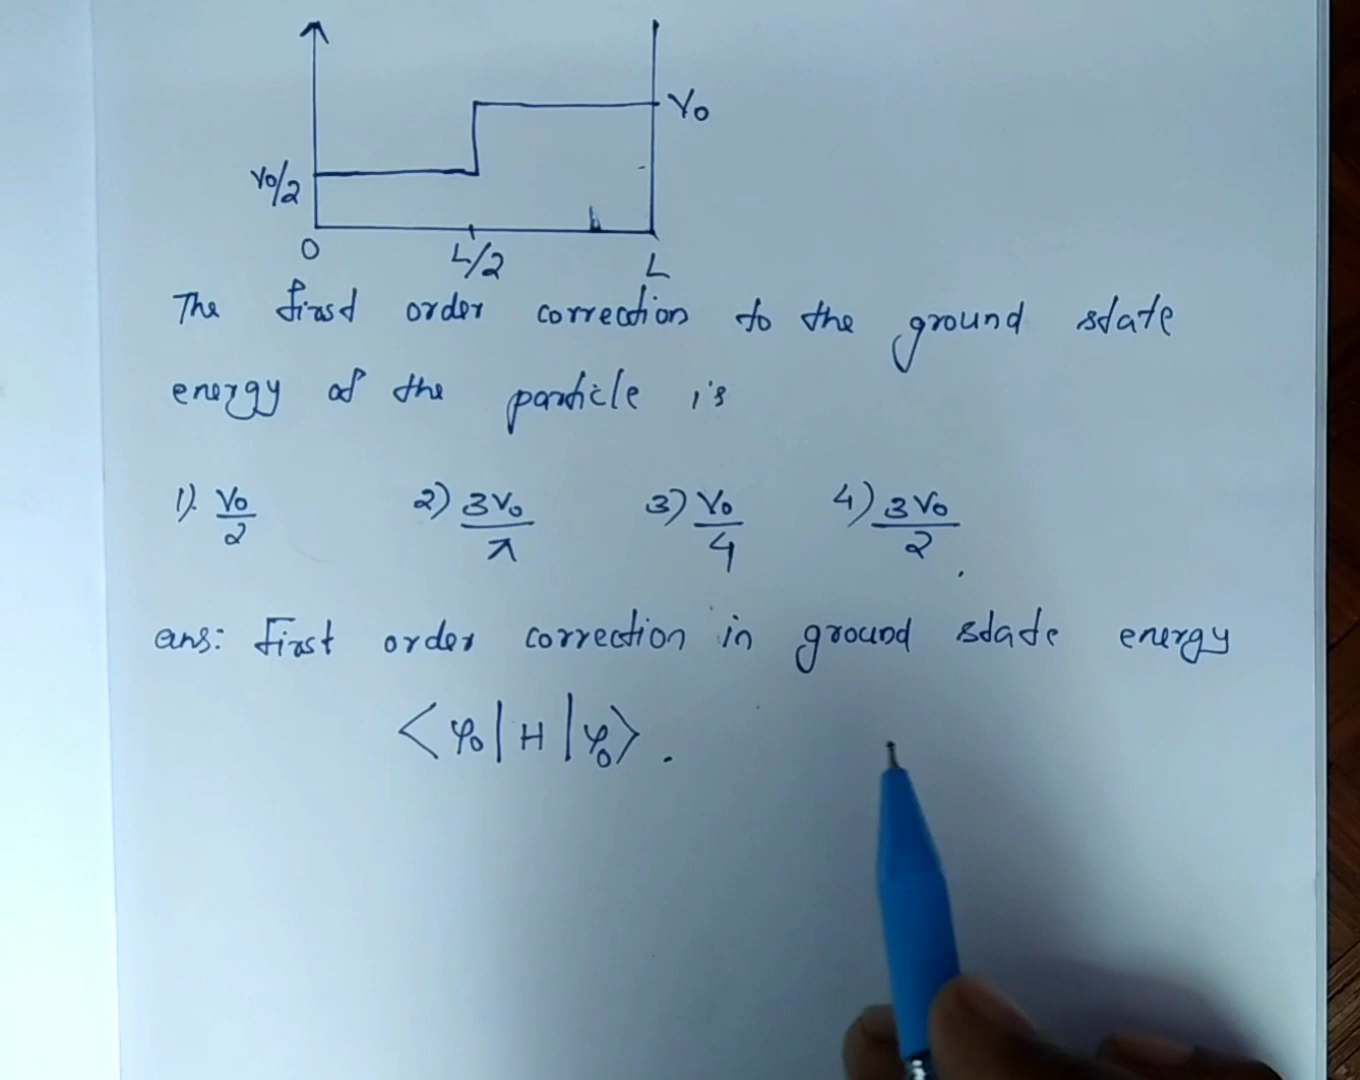 V₀
V₀/2
0 L/2 L
The first order correction to the ground state
energy of the particle is
1). V₀/2 2) 3V₀/π 3) V₀/4 4) 3V₀/2.
ans: First order correction in ground state energy
⟨φ₀|H|φ₀⟩.